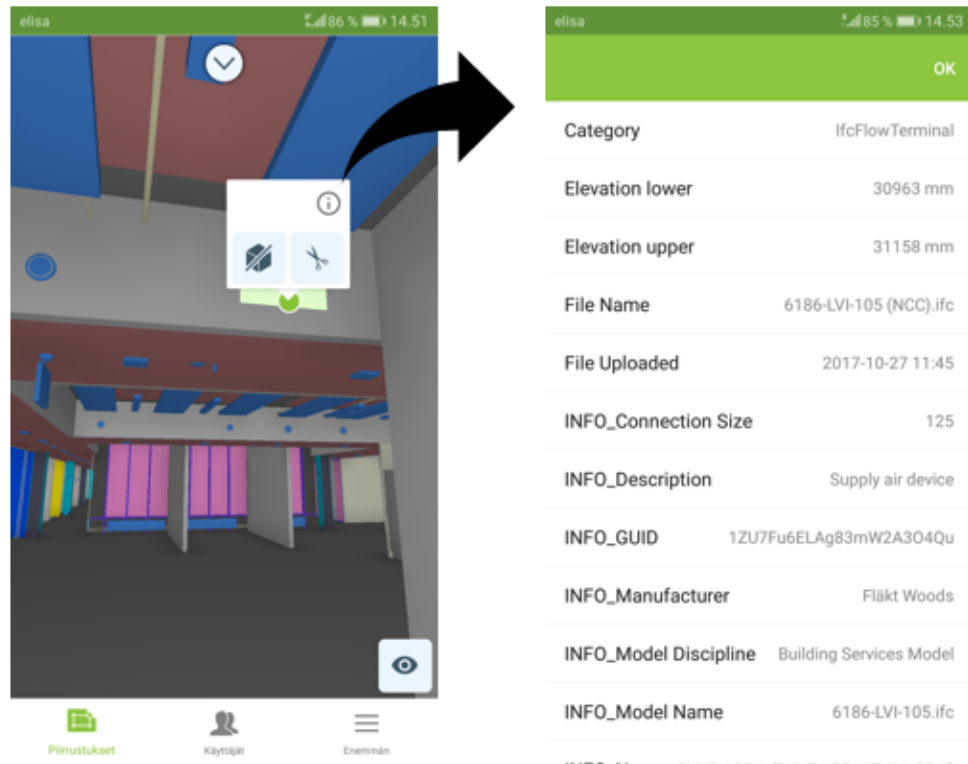 elisa
86 % 14.51
Piirrustukset
Käyttäjät
Enemmän
elisa
85 % 14.53
OK
Category IfcFlowTerminal
Elevation lower 30963 mm
Elevation upper 31158 mm
File Name 6186-LVI-105 (NCC).ifc
File Uploaded 2017-10-27 11:45
INFO_Connection Size 125
INFO_Description Supply air device
INFO_GUID 1ZU7Fu6ELAg83mW2A3O4Qu
INFO_Manufacturer Fläkt Woods
INFO_Model Discipline Building Services Model
INFO_Model Name 6186-LVI-105.ifc